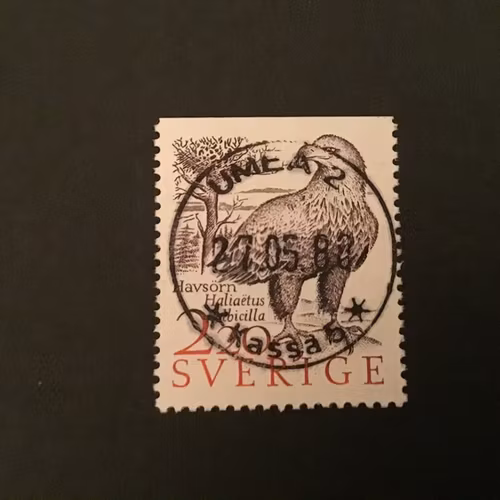 UMEÅ 2
27 05 88
Havsörn
Haliaëtus
albicilla
* kassa 5 *
2.20
SVERIGE